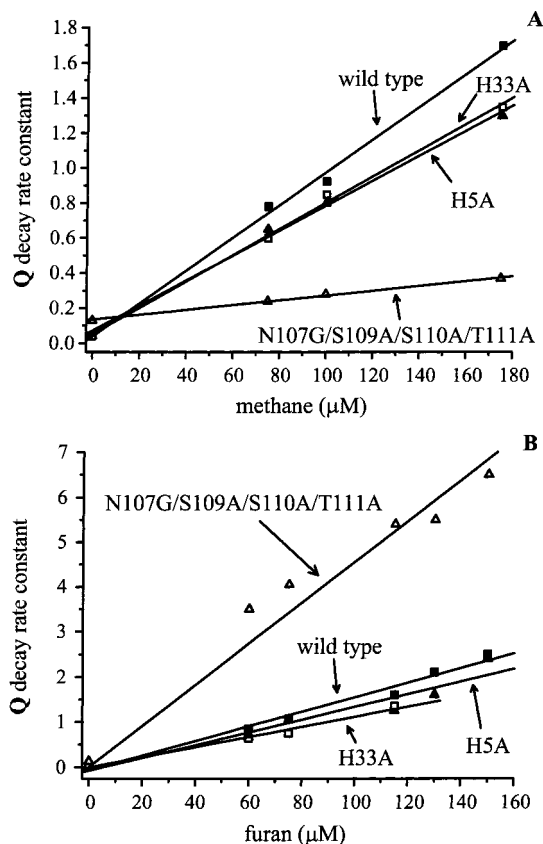 A
1.8
1.6
1.4
1.2
1.0
0.8
0.6
0.4
0.2
0.0
Q decay rate constant
wild type
H33A
H5A
N107G/S109A/S110A/T111A
0 20 40 60 80 100 120 140 160 180
methane (μM)
B
7
6
5
4
3
2
1
0
Q decay rate constant
N107G/S109A/S110A/T111A
wild type
H33A
H5A
0 20 40 60 80 100 120 140 160
furan (μM)